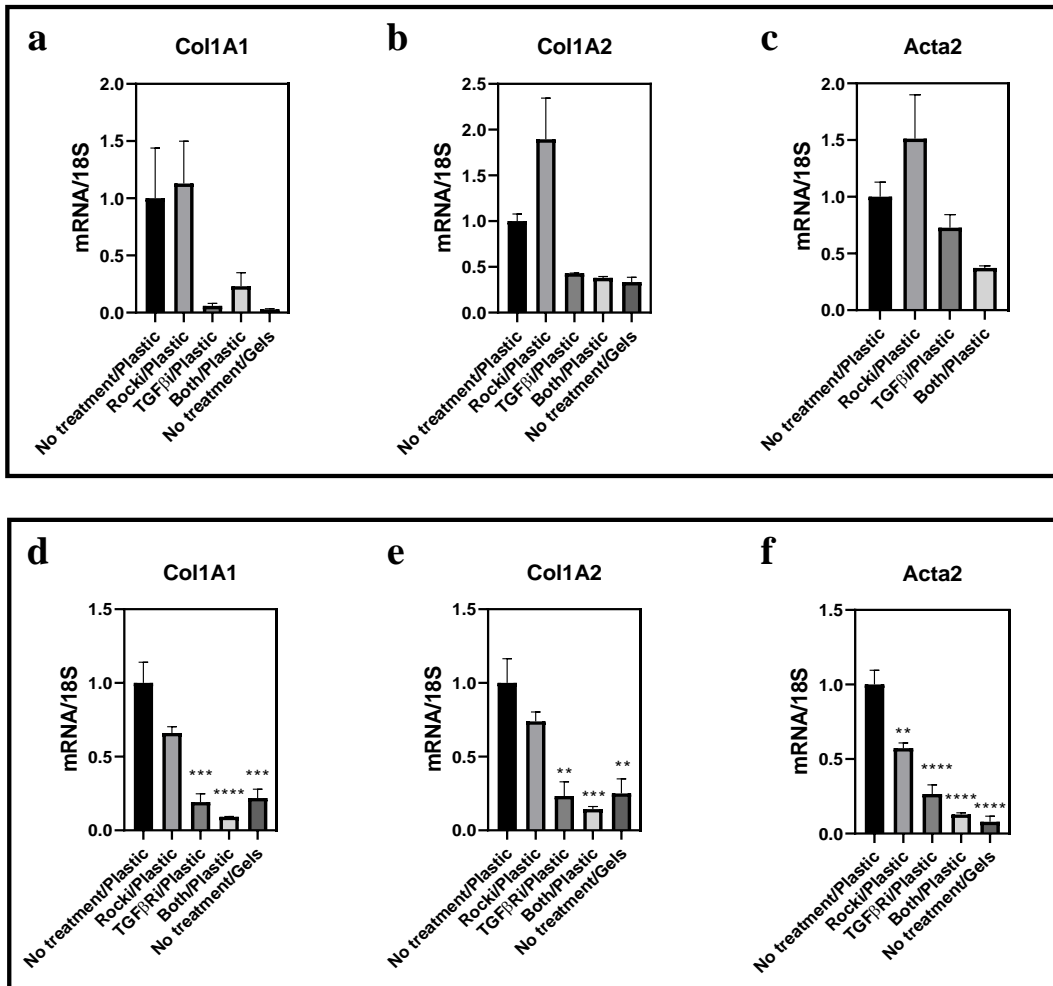 a
Col1A1
mRNA/18S
2.0
1.5
1.0
0.5
0.0
No treatment/Plastic
Rocki/Plastic
TGFβi/Plastic
Both/Plastic
No treatment/Gels
b
Col1A2
mRNA/18S
2.5
2.0
1.5
1.0
0.5
0.0
No treatment/Plastic
Rocki/Plastic
TGFβi/Plastic
Both/Plastic
No treatment/Gels
c
Acta2
mRNA/18S
2.0
1.5
1.0
0.5
0.0
No treatment/Plastic
Rocki/Plastic
TGFβi/Plastic
Both/Plastic
d
Col1A1
mRNA/18S
1.5
1.0
0.5
0.0
***
****
***
No treatment/Plastic
Rocki/Plastic
TGFβRi/Plastic
Both/Plastic
No treatment/Gels
e
Col1A2
mRNA/18S
1.5
1.0
0.5
0.0
**
***
**
No treatment/Plastic
Rocki/Plastic
TGFβRi/Plastic
Both/Plastic
No treatment/Gels
f
Acta2
mRNA/18S
1.5
1.0
0.5
0.0
**
****
****
****
No treatment/Plastic
Rocki/Plastic
TGFβRi/Plastic
Both/Plastic
No treatment/Gels